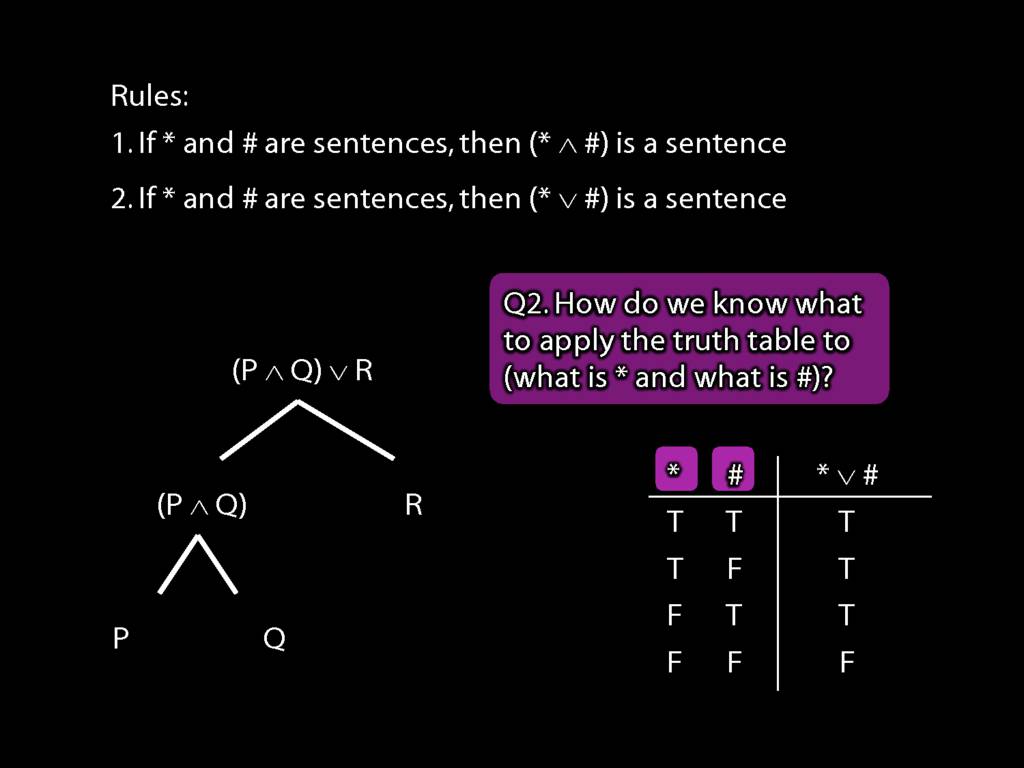 Rules:
1. If * and # are sentences, then (* ∧ #) is a sentence
2. If * and # are sentences, then (* ∨ #) is a sentence
Q2. How do we know what
to apply the truth table to
(what is * and what is #)?
(P ∧ Q) ∨ R
(P ∧ Q) R
P Q
* # * ∨ #
T T T
T F T
F T T
F F F